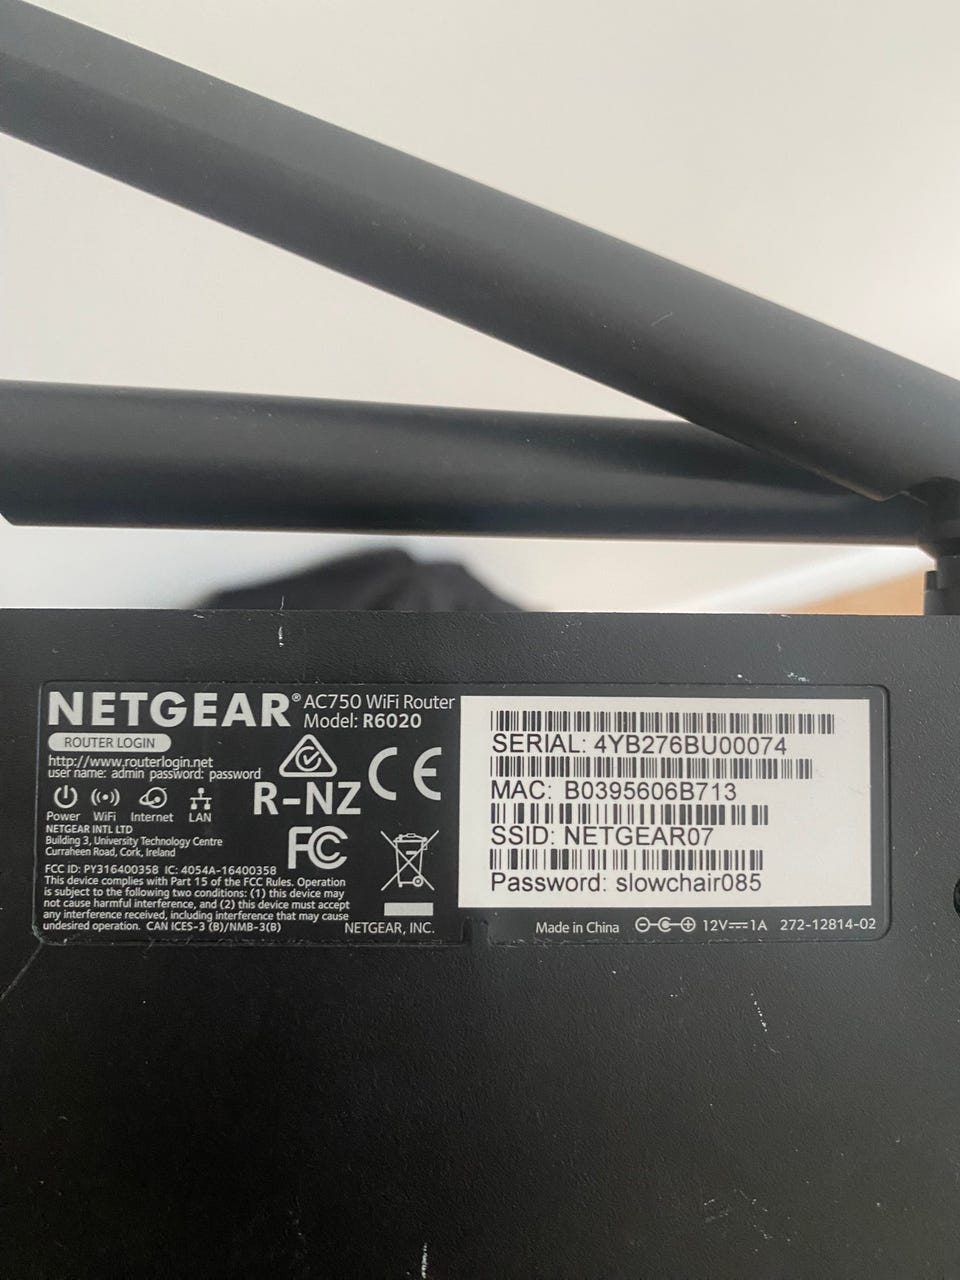 NETGEAR® AC750 WiFi Router
Model: R6020
ROUTER LOGIN
http://www.routerlogin.net
user name: admin password: password
Power WiFi Internet LAN
R-NZ
CE
FC
NETGEAR INTL LTD
Building 3, University Technology Centre
Curraheen Road, Cork, Ireland
FCC ID: PY316400358 IC: 4054A-16400358
This device complies with Part 15 of the FCC Rules. Operation
is subject to the following two conditions: (1) this device may
not cause harmful interference, and (2) this device must accept
any interference received, including interference that may cause
undesired operation. CAN ICES-3 (B)/NMB-3(B)
NETGEAR, INC.
SERIAL: 4YB276BU00074
MAC: B0395606B713
SSID: NETGEAR07
Password: slowchair085
Made in China 12V⎓1A 272-12814-02